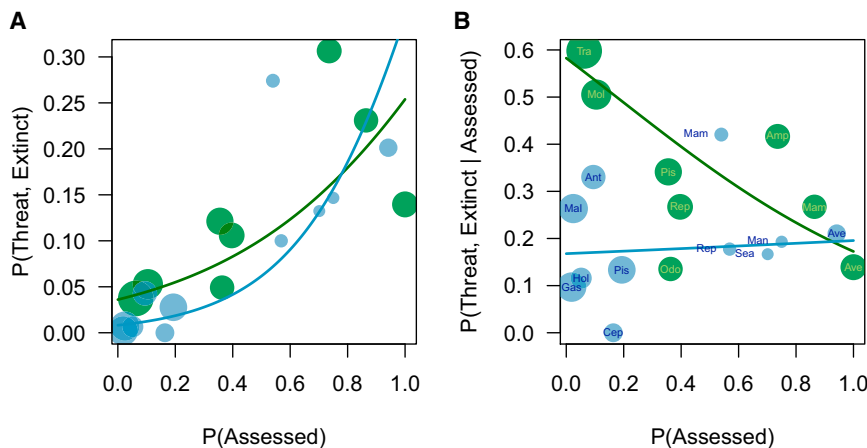 A
P(Threat, Extinct)
0.30
0.25
0.20
0.15
0.10
0.05
0.00
0.0 0.2 0.4 0.6 0.8 1.0
P(Assessed)
B
P(Threat, Extinct | Assessed)
0.6
0.5
0.4
0.3
0.2
0.1
0.0
Tra
Mol
Mam
Amp
Ant
Pis
Mal
Rep
Mam
Ave
Man
Rep
Sea
Hol
Pis
Odo
Ave
Gas
Cep
0.0 0.2 0.4 0.6 0.8 1.0
P(Assessed)